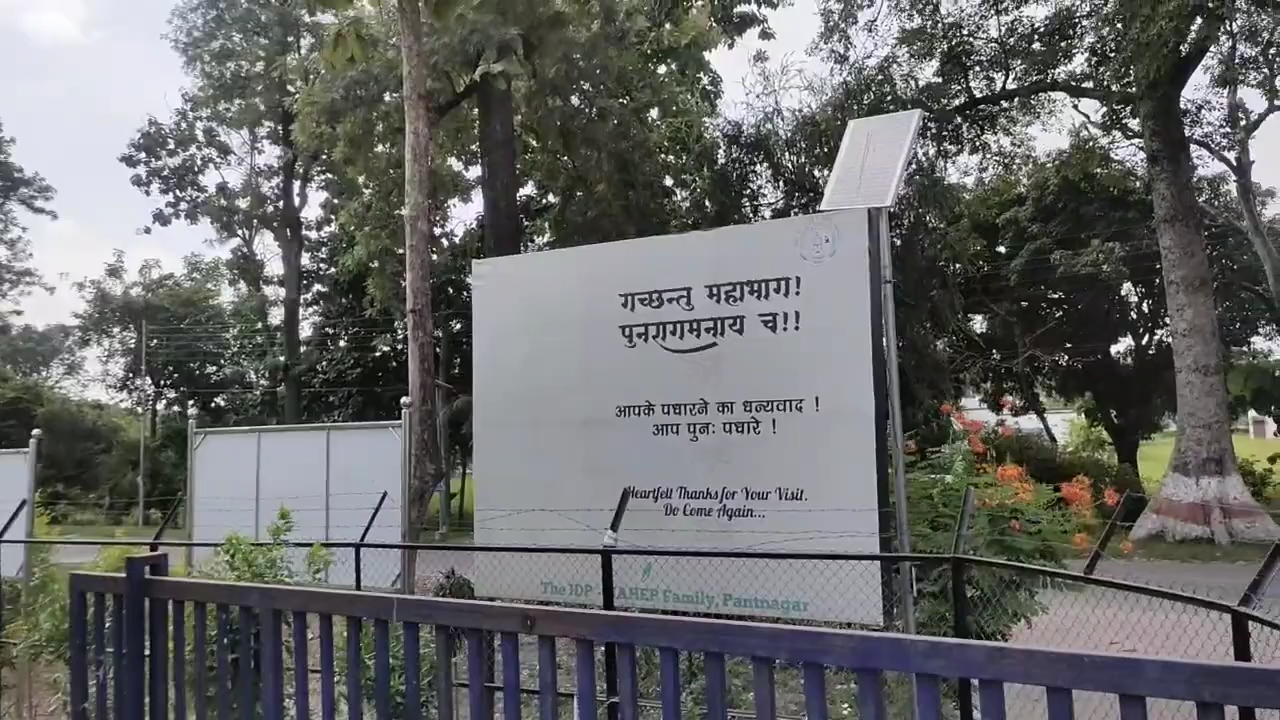 गच्छन्तु महाभाग!
पुनरागमनाय च!!
आपके पधारने का धन्यवाद !
आप पुनः पधारे !
Heartfelt Thanks for Your Visit.
Do Come Again...
The IDP - NAHEP Family, Pantnagar